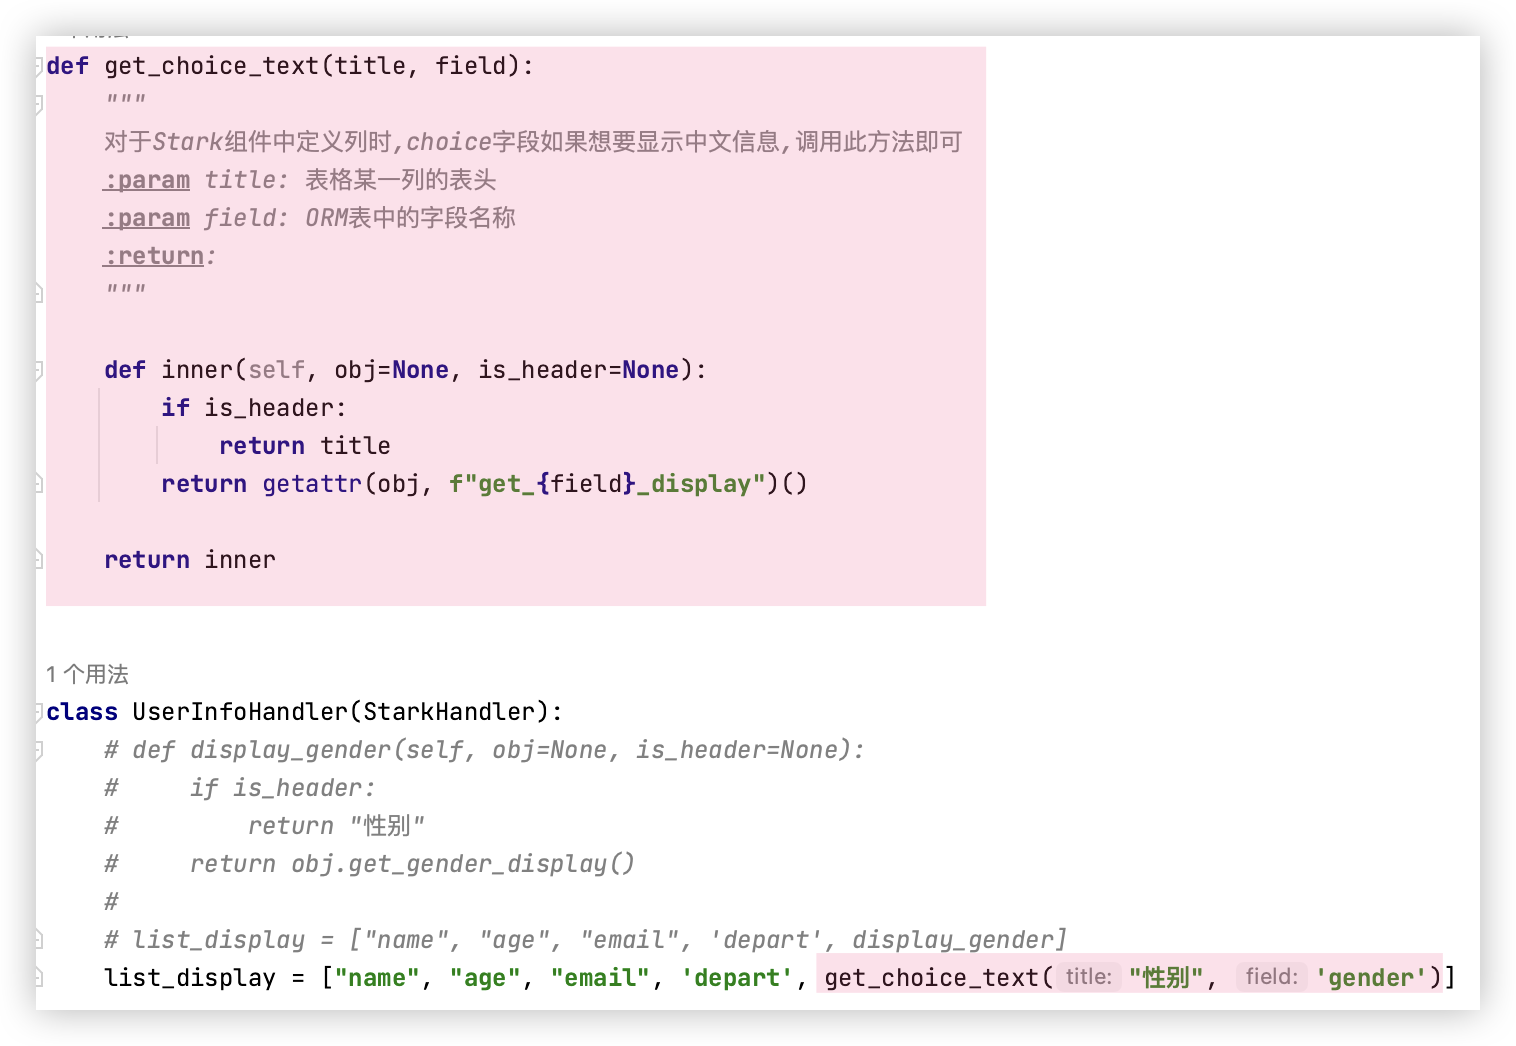 def get_choice_text(title, field):
    """
    对于Stark组件中定义列时,choice字段如果想要显示中文信息,调用此方法即可
    :param title: 表格某一列的表头
    :param field: ORM表中的字段名称
    :return:
    """
    def inner(self, obj=None, is_header=None):
        if is_header:
            return title
        return getattr(obj, f"get_{field}_display")()
    return inner
1 个用法
class UserInfoHandler(StarkHandler):
    # def display_gender(self, obj=None, is_header=None):
    #     if is_header:
    #         return "性别"
    #     return obj.get_gender_display()
    #
    # list_display = ["name", "age", "email", 'depart', display_gender]
    list_display = ["name", "age", "email", 'depart', get_choice_text( title: "性别", field: 'gender')]